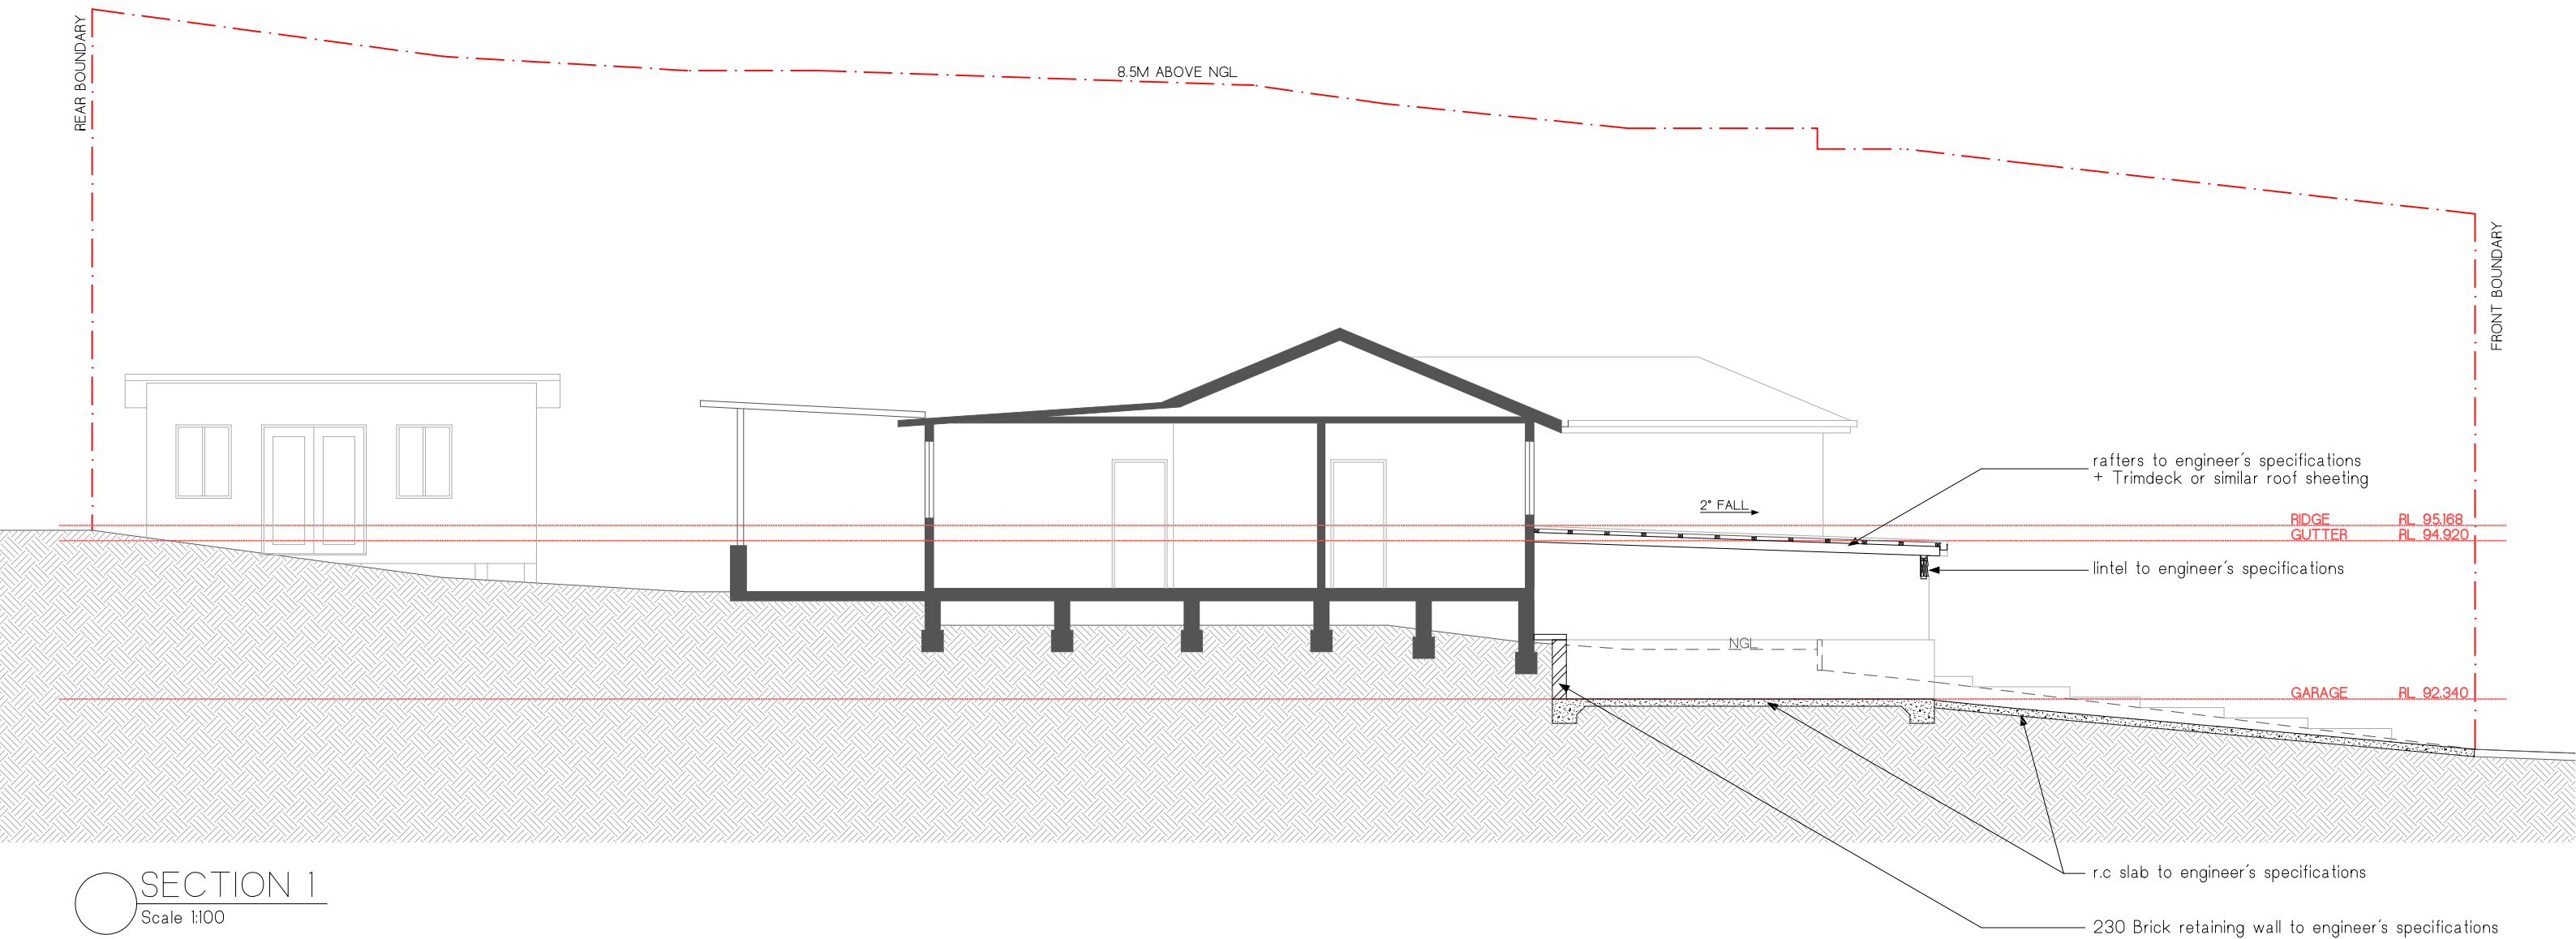 REAR BOUNDARY
8.5M ABOVE NGL
FRONT BOUNDARY
rafters to engineer's specifications
+ Trimdeck or similar roof sheeting
2° FALL
RIDGE RL 95.168
GUTTER RL 94.920
lintel to engineer's specifications
NGL
GARAGE RL 92.340
r.c slab to engineer's specifications
SECTION 1
Scale 1:100
230 Brick retaining wall to engineer's specifications